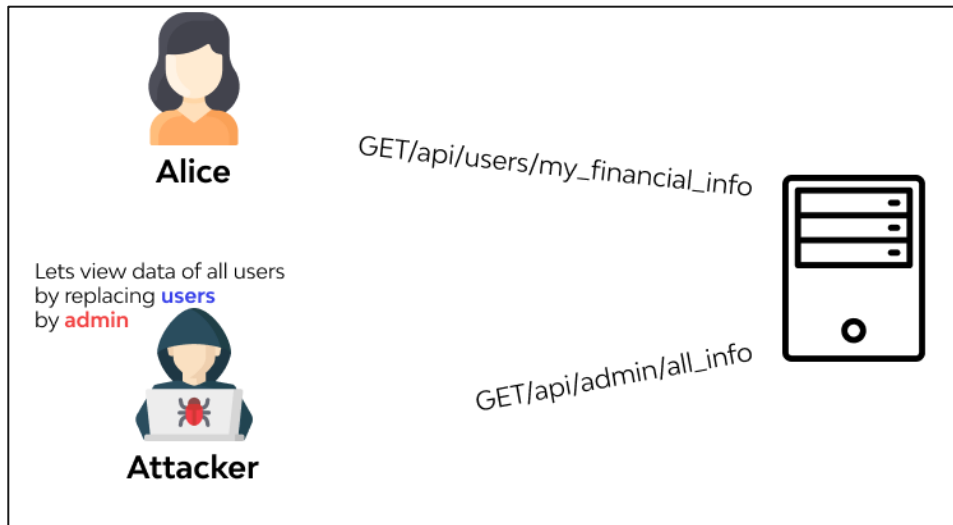 Alice
GET/api/users/my_financial_info
Lets view data of all users
by replacing users
by admin
GET/api/admin/all_info
Attacker